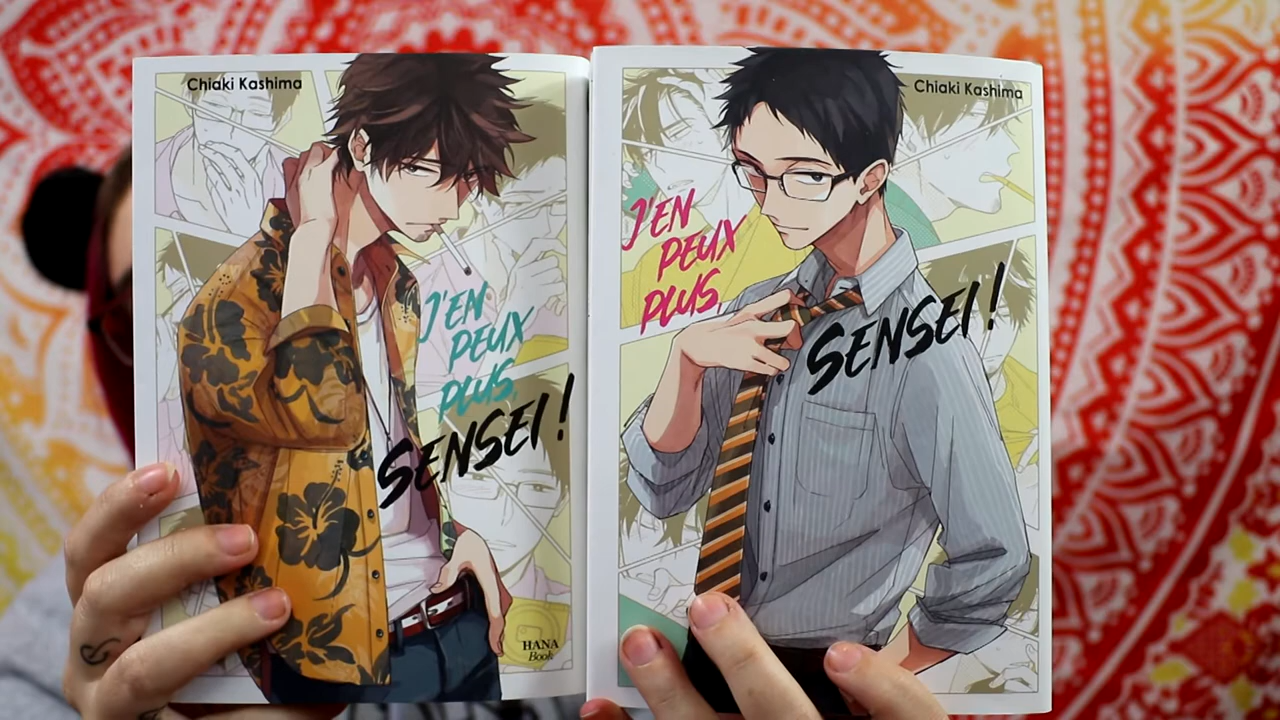 Chiaki Kashima
J'EN
PEUX
PLUS,
SENSEI !
HANA
Book
Chiaki Kashima
J'EN
PEUX
PLUS,
SENSEI !